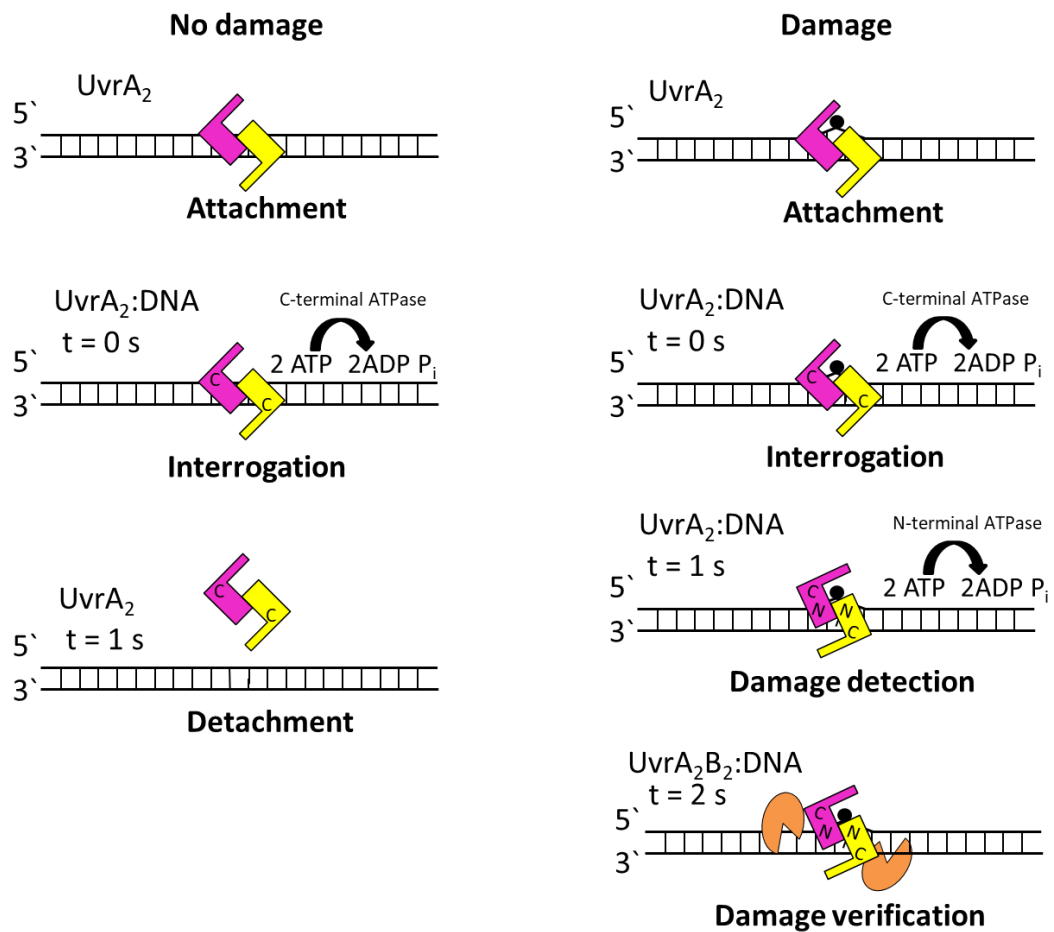 No damage
UvrA₂
5`
3`
Attachment
UvrA₂:DNA
t = 0 s
C-terminal ATPase
2 ATP 2ADP Pᵢ
5`
3`
C
C
Interrogation
UvrA₂
t = 1 s
C
C
5`
3`
Detachment
Damage
UvrA₂
5`
3`
Attachment
UvrA₂:DNA
t = 0 s
C-terminal ATPase
2 ATP 2ADP Pᵢ
5`
3`
C
C
Interrogation
UvrA₂:DNA
t = 1 s
N-terminal ATPase
2 ATP 2ADP Pᵢ
5`
3`
C
N N
C
Damage detection
UvrA₂B₂:DNA
t = 2 s
5`
3`
C
N N
C
Damage verification